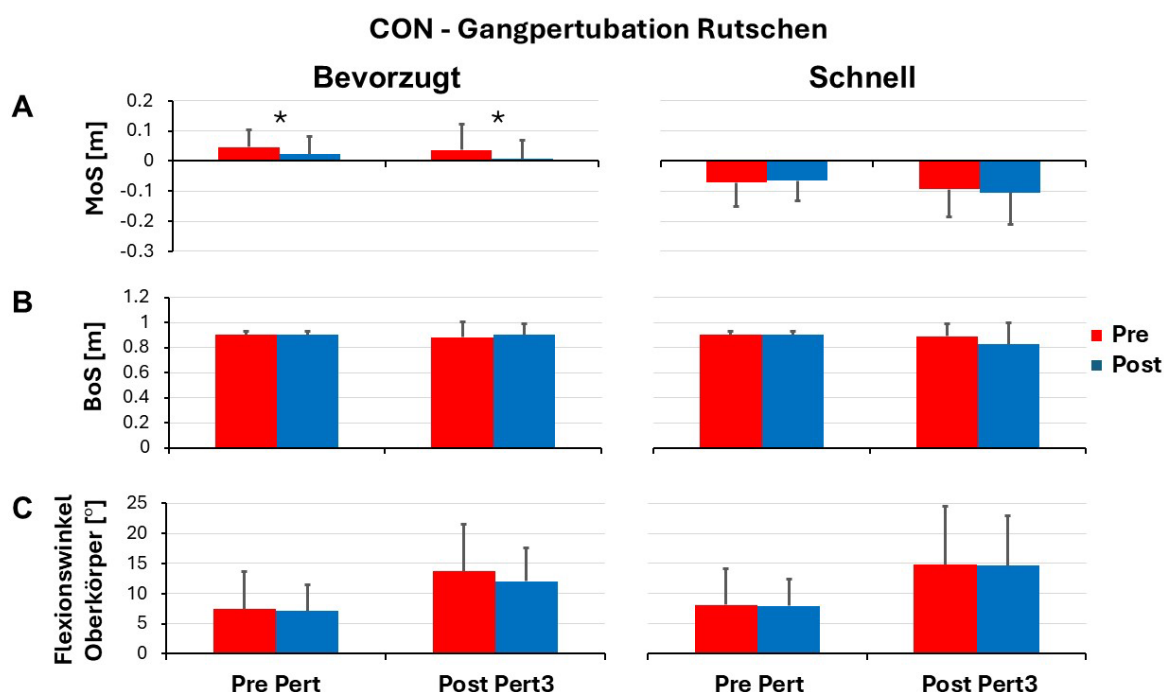 CON - Gangpertubation Rutschen
Bevorzugt
Schnell
A
MoS [m]
0.2
0.1
0
-0.1
-0.2
-0.3
*
*
B
BoS [m]
1.2
1
0.8
0.6
0.4
0.2
0
Pre
Post
C
Flexionswinkel
Oberkörper [°]
25
20
15
10
5
0
Pre Pert
Post Pert3
Pre Pert
Post Pert3